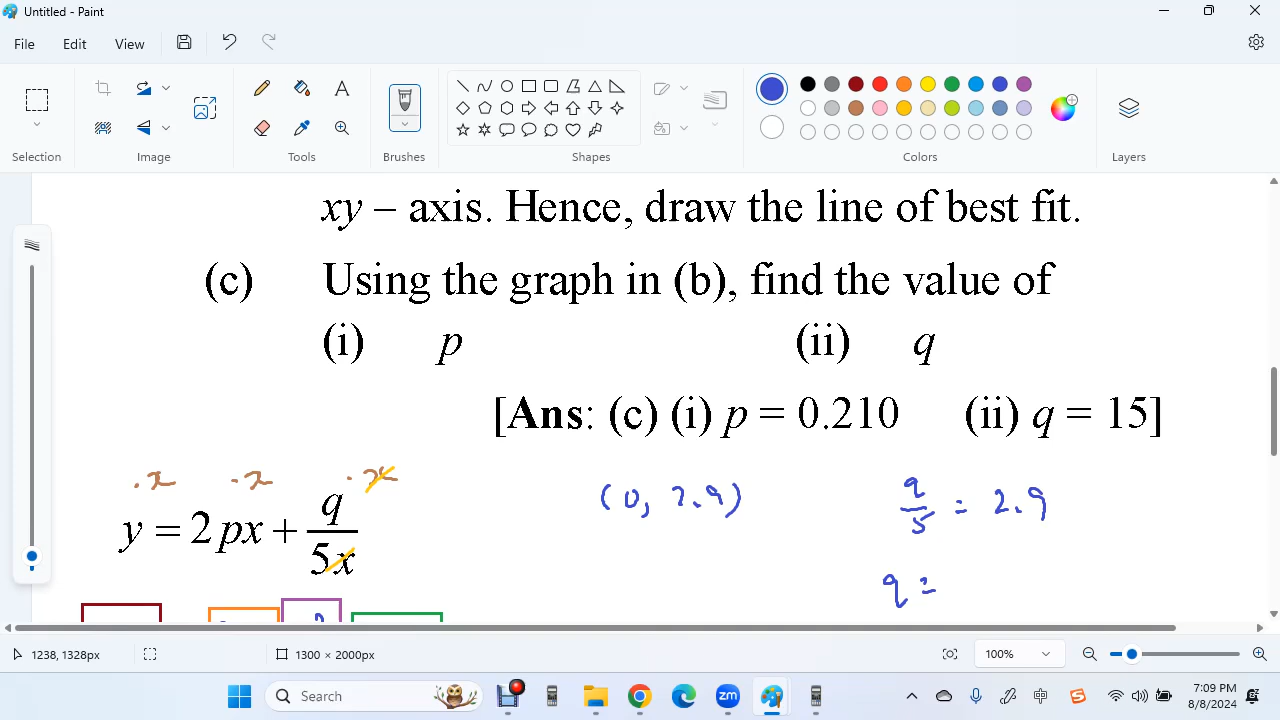 Untitled - Paint
File Edit View
Selection Image Tools Brushes Shapes Colors Layers
xy – axis. Hence, draw the line of best fit.
(c) Using the graph in (b), find the value of
(i) p (ii) q
[Ans: (c) (i) p = 0.210 (ii) q = 15]
.x .x .x
(0, 2.9) q/5 = 2.9
y = 2px + q/5x
q =
1238, 1328px 1300 × 2000px 100%
Search zm 中 S 7:09 PM
8/8/2024